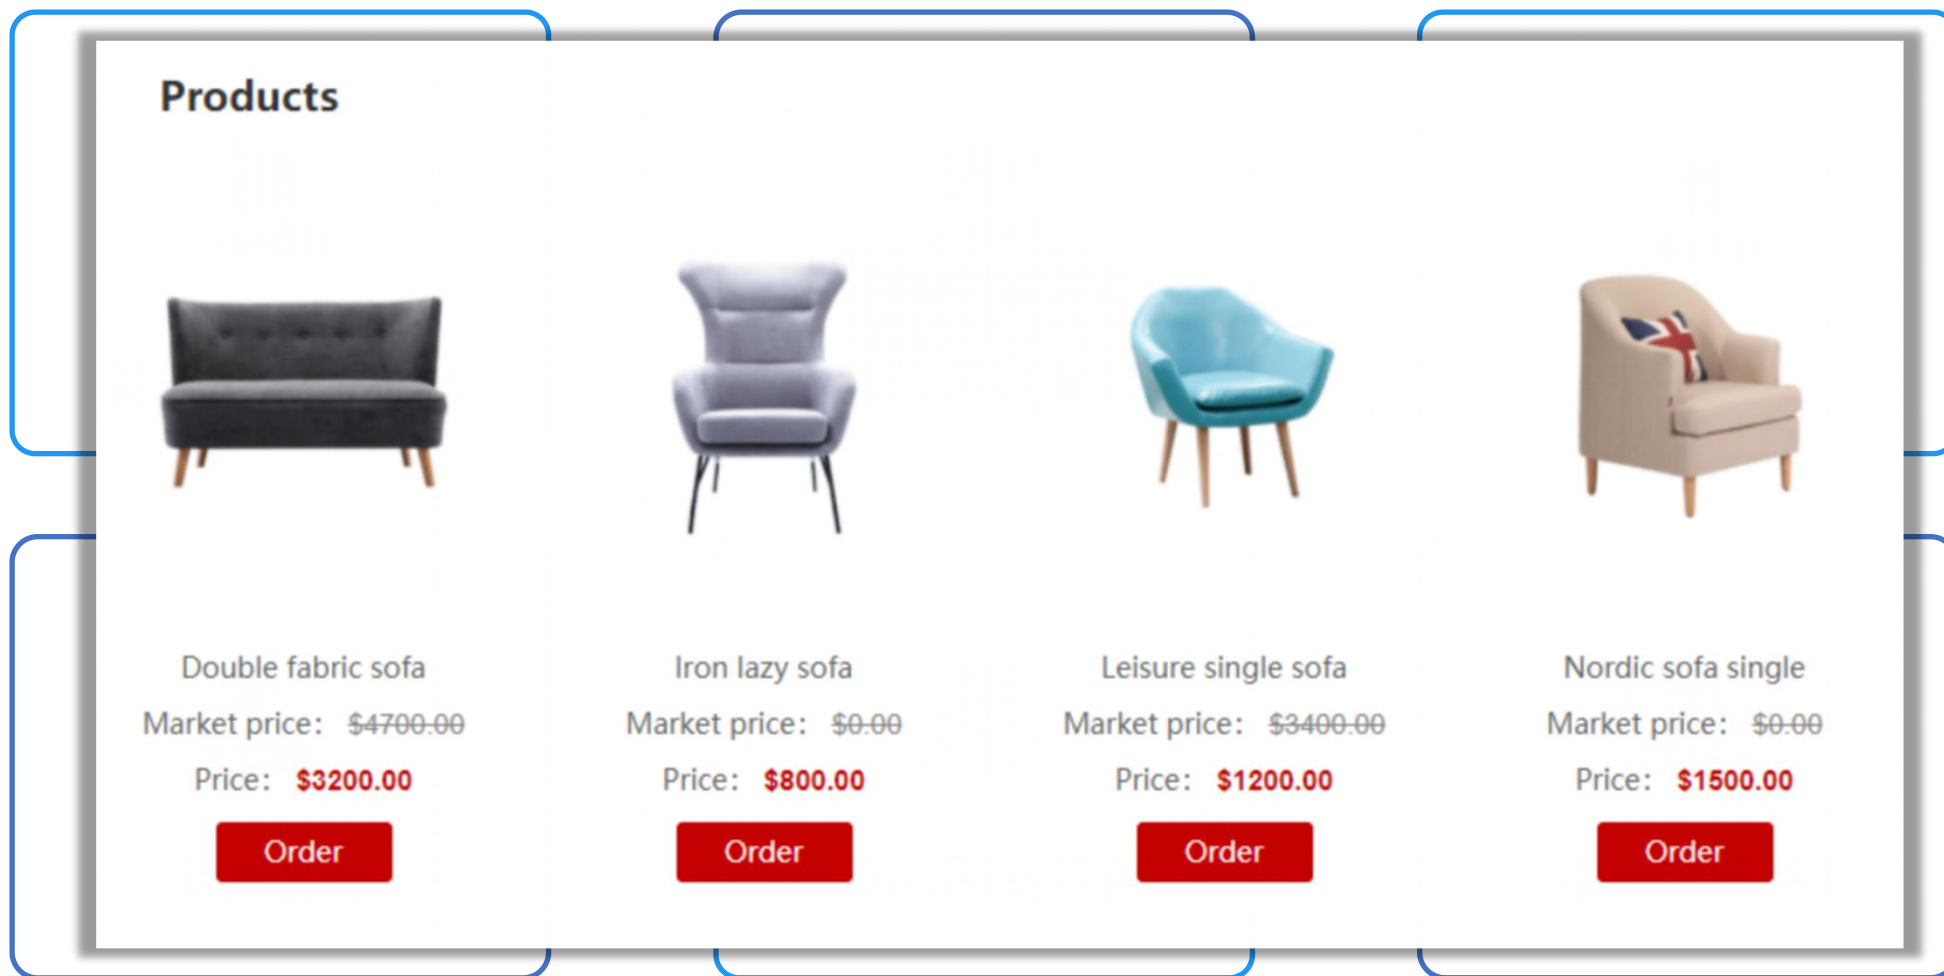 Products
Double fabric sofa
Market price: $4700.00
Price: $3200.00
Order
Iron lazy sofa
Market price: $0.00
Price: $800.00
Order
Leisure single sofa
Market price: $3400.00
Price: $1200.00
Order
Nordic sofa single
Market price: $0.00
Price: $1500.00
Order